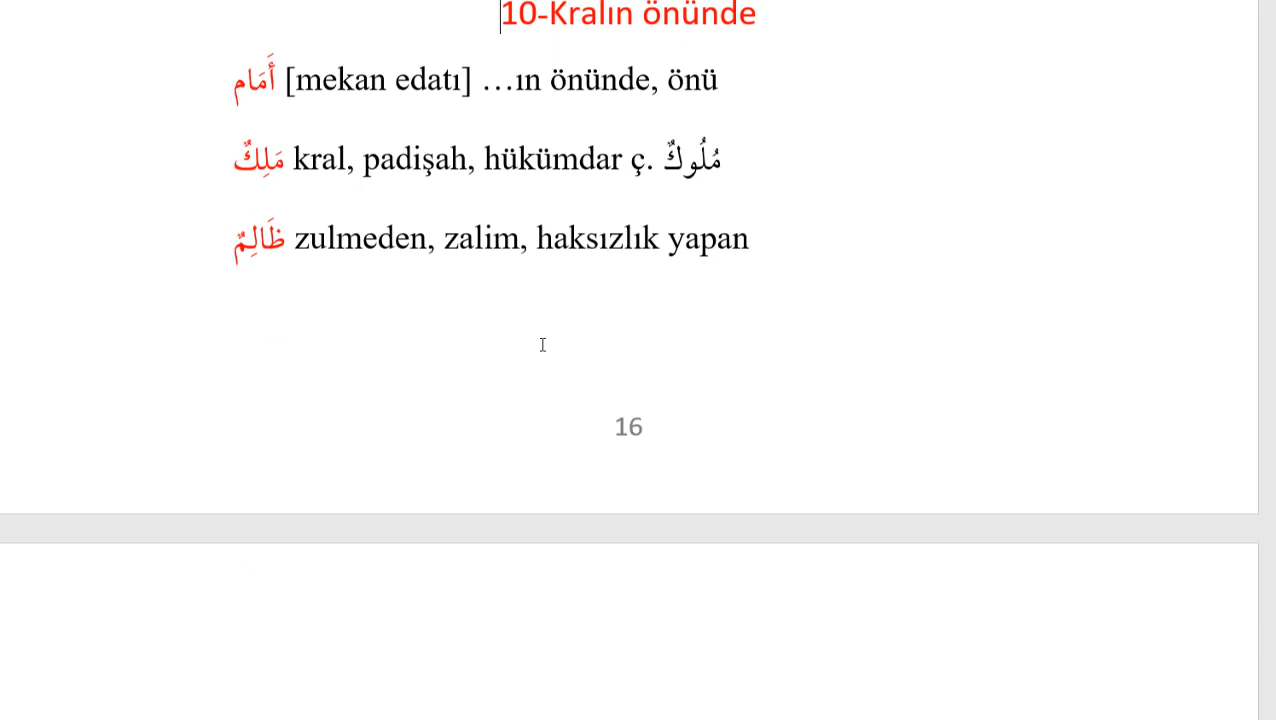 10-Kralın önünde
أَمَام [mekan edatı] …ın önünde, önü
مَلِكٌ kral, padişah, hükümdar ç. مُلُوكٌ
ظَالِمٌ zulmeden, zalim, haksızlık yapan
16